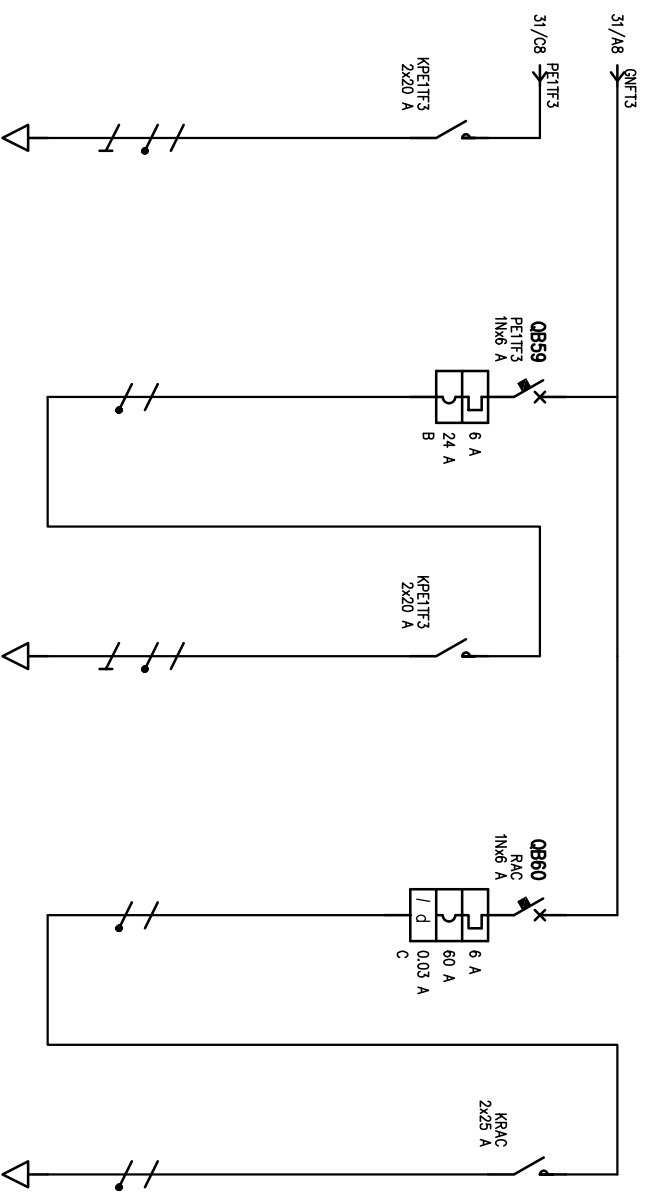 31/A8
GNFT3
31/C8
PE1TF3
KPE1TF3
2x20 A
QB59
PE1TF3
1Nx6 A
6 A
24 A
B
KPE1TF3
2x20 A
QB60
RAC
1Nx6 A
6 A
60 A
I d
0.03 A
C
KRAC
2x25 A